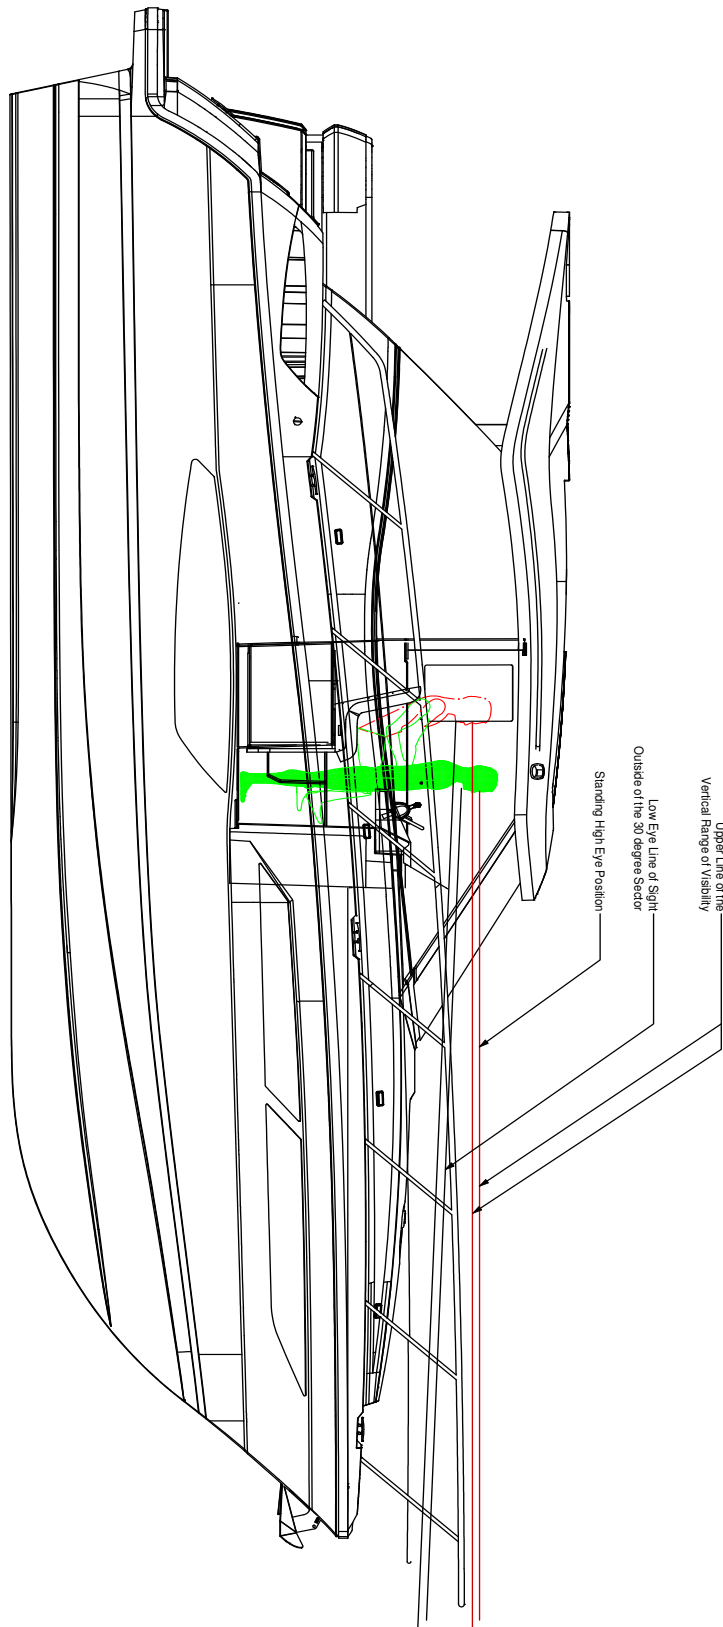 Upper Line of the
Vertical Range of Visibility
Low Eye Line of Sight
Outside of the 30 degree Sector
Standing High Eye Position